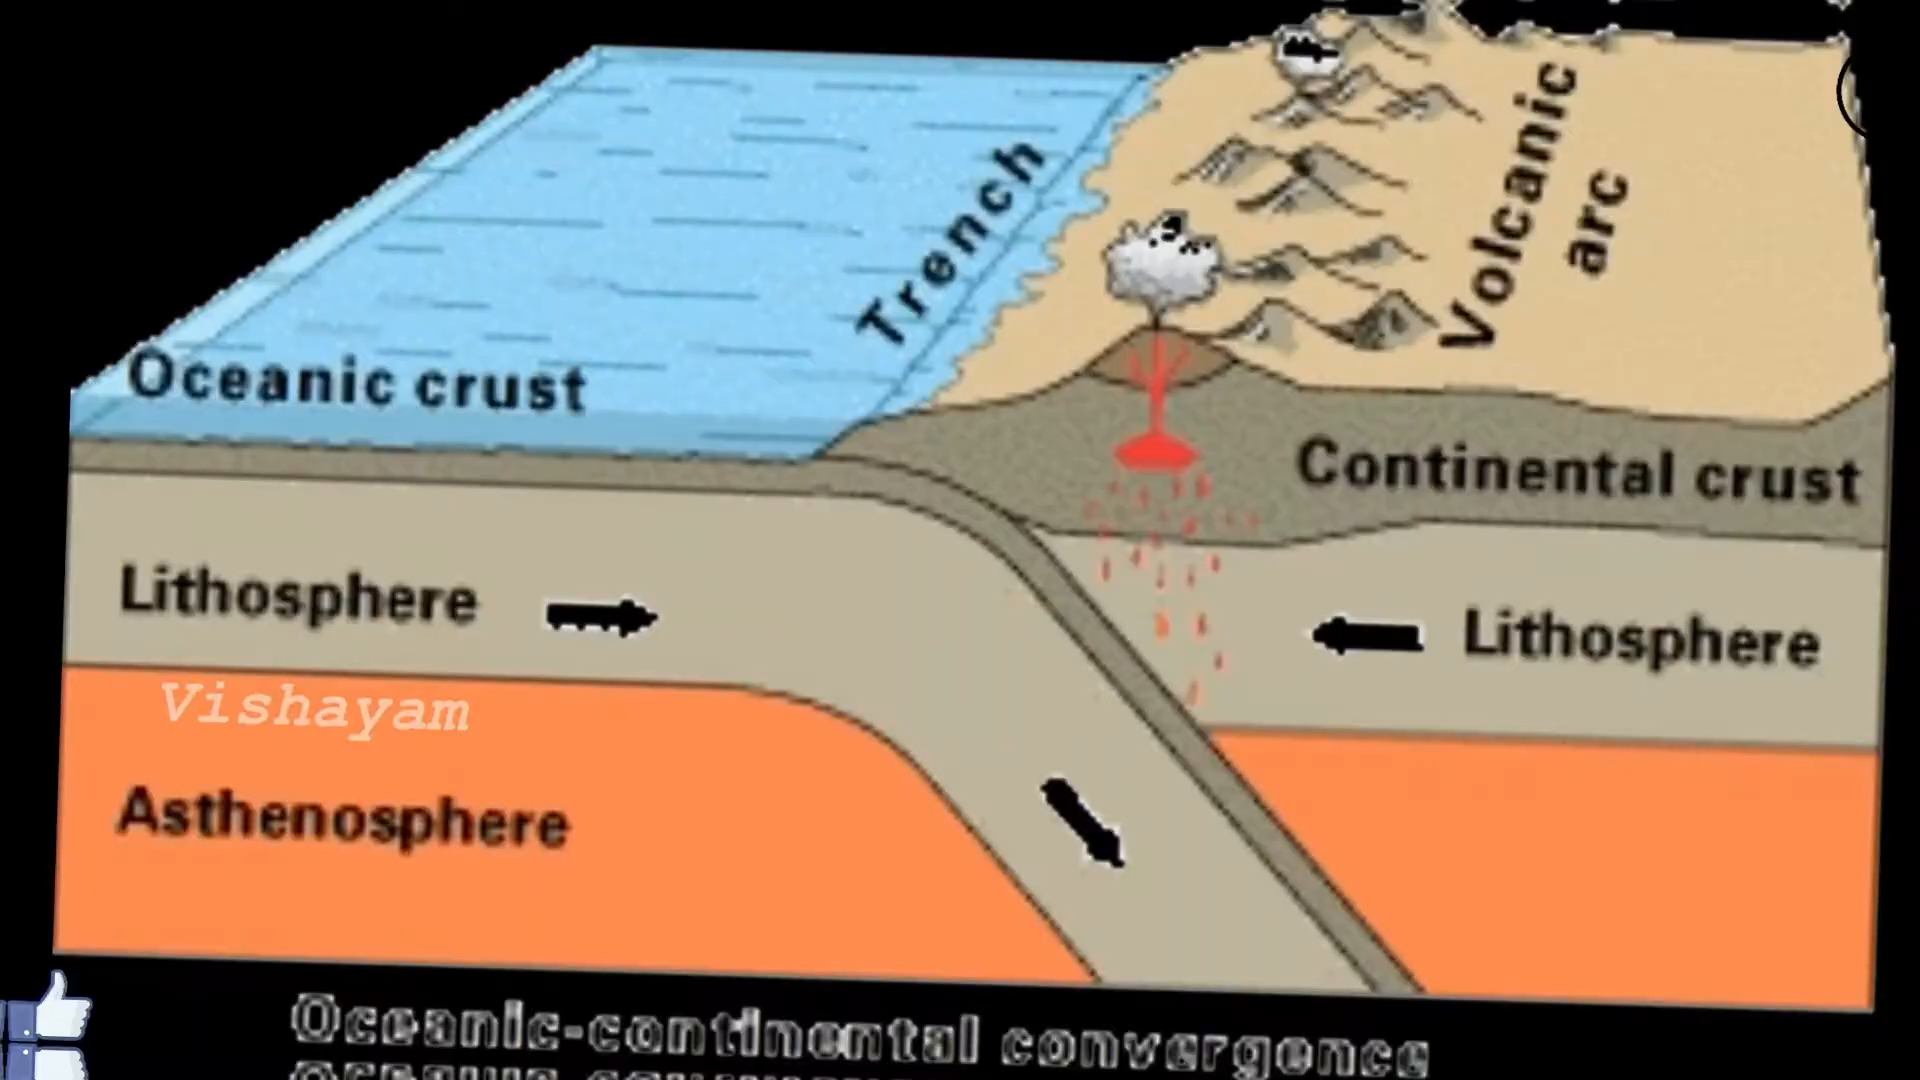 Volcanic
arc
Trench
Oceanic crust
Continental crust
Lithosphere
Lithosphere
Vishayam
Asthenosphere
Oceanic-continental convergence